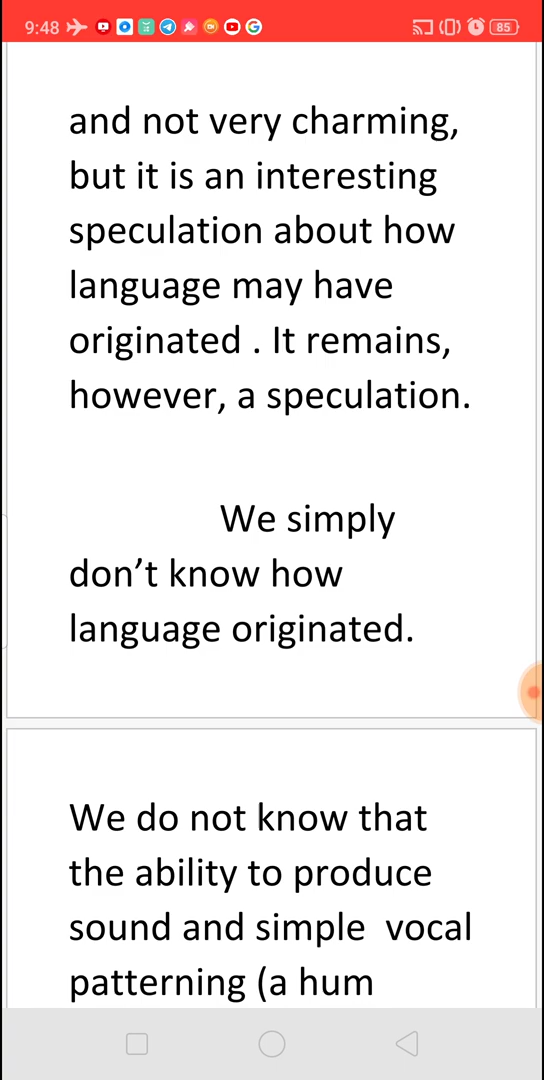 9:48
85
and not very charming,
but it is an interesting
speculation about how
language may have
originated . It remains,
however, a speculation.
We simply
don’t know how
language originated.
We do not know that
the ability to produce
sound and simple  vocal
patterning (a hum